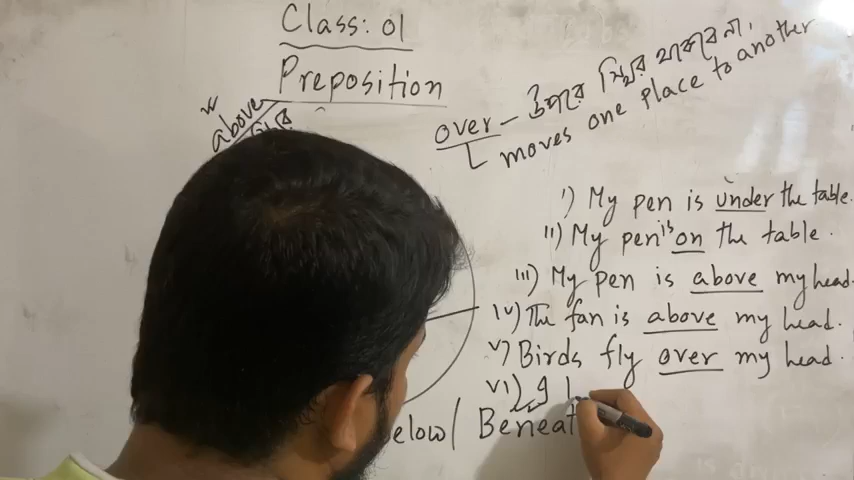 Class: 01
Preposition
above
over - উপরে স্থির থাকবে না.
moves one place to another
i) My pen is under the table.
ii) My pen is on the table.
iii) My pen is above my head.
iv) The fan is above my head.
v) Birds fly over my head.
vi) I
elow / Beneat